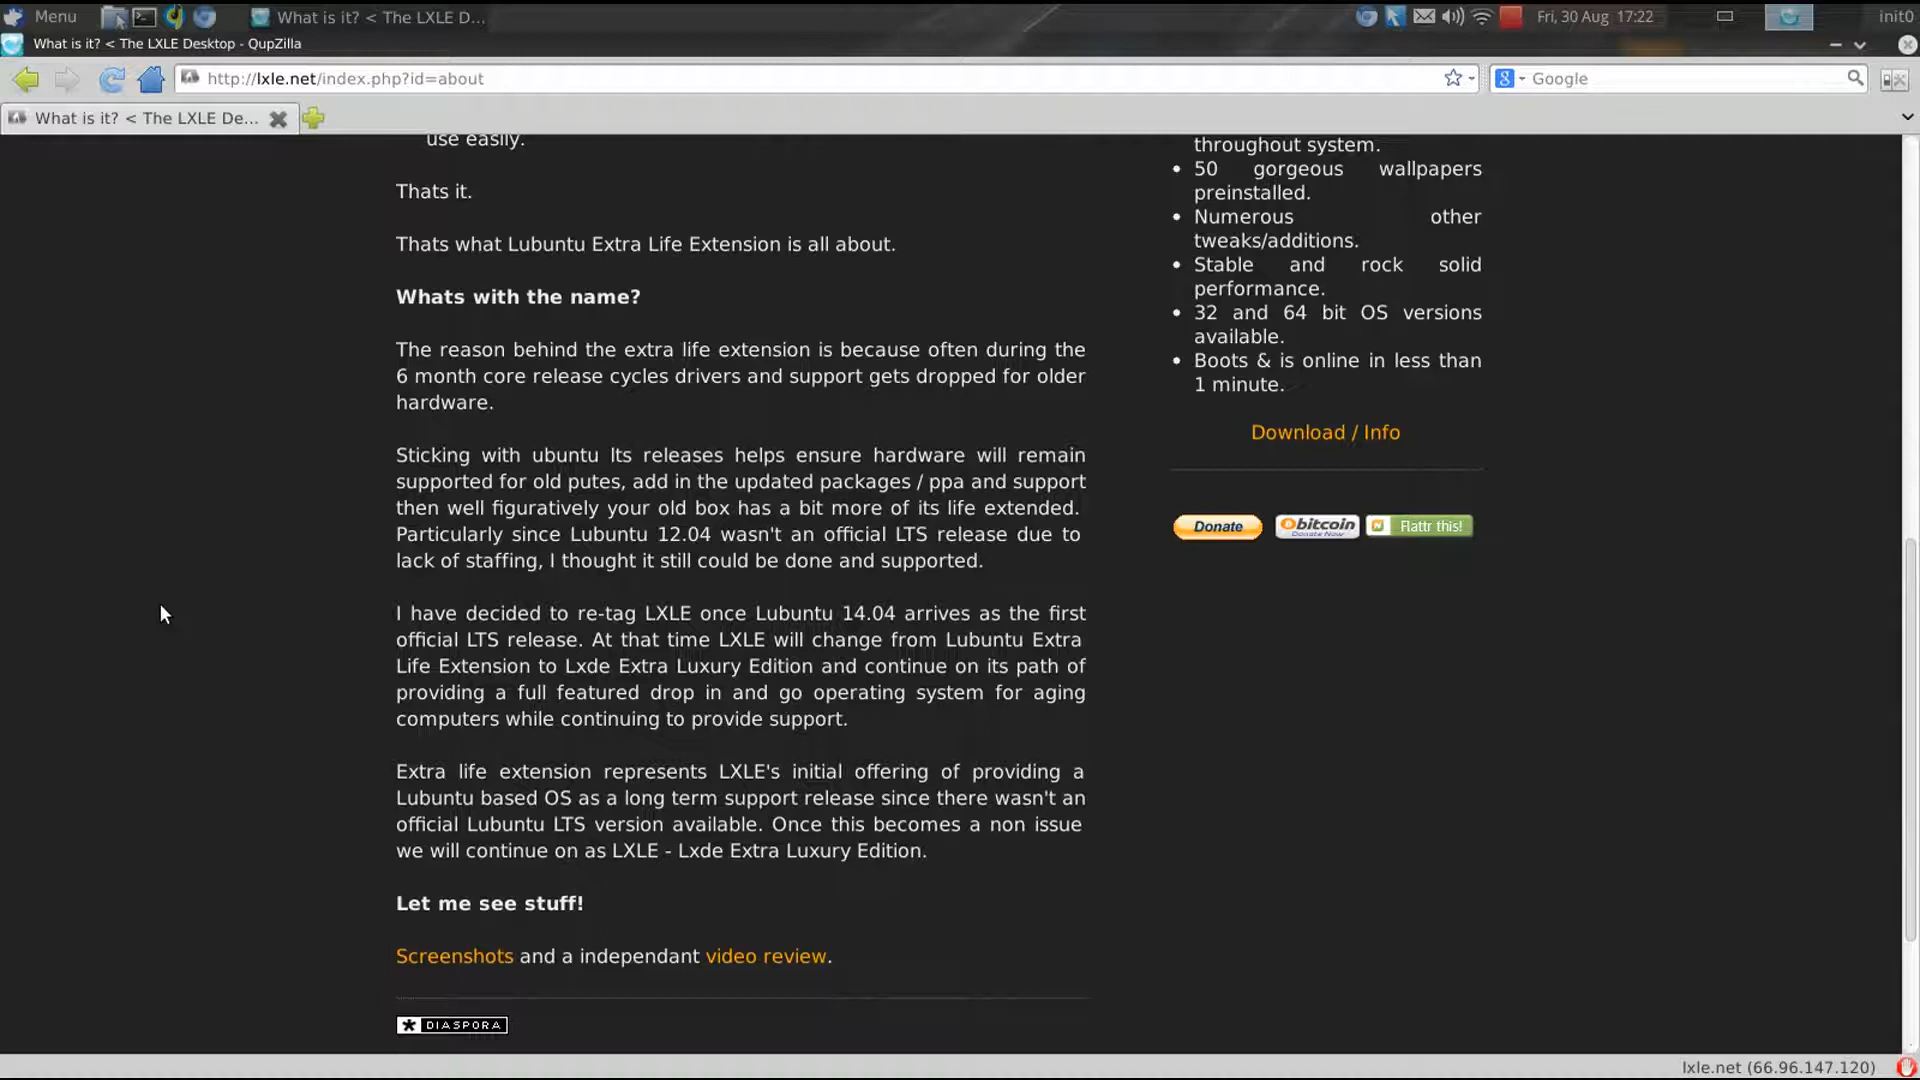 Menu
What is it? < The LXLE D...
Fri, 30 Aug 17:22
init0
What is it? < The LXLE Desktop - QupZilla
http://lxle.net/index.php?id=about
Google
What is it? < The LXLE De...
use easily.
Thats it.
Thats what Lubuntu Extra Life Extension is all about.
Whats with the name?
The reason behind the extra life extension is because often during the
6 month core release cycles drivers and support gets dropped for older
hardware.
Sticking with ubuntu lts releases helps ensure hardware will remain
supported for old putes, add in the updated packages / ppa and support
then well figuratively your old box has a bit more of its life extended.
Particularly since Lubuntu 12.04 wasn't an official LTS release due to
lack of staffing, I thought it still could be done and supported.
I have decided to re-tag LXLE once Lubuntu 14.04 arrives as the first
official LTS release. At that time LXLE will change from Lubuntu Extra
Life Extension to Lxde Extra Luxury Edition and continue on its path of
providing a full featured drop in and go operating system for aging
computers while continuing to provide support.
Extra life extension represents LXLE's initial offering of providing a
Lubuntu based OS as a long term support release since there wasn't an
official Lubuntu LTS version available. Once this becomes a non issue
we will continue on as LXLE - Lxde Extra Luxury Edition.
Let me see stuff!
Screenshots and a independant video review.
DIASPORA
throughout system.
• 50 gorgeous wallpapers
preinstalled.
• Numerous other
tweaks/additions.
• Stable and rock solid
performance.
• 32 and 64 bit OS versions
available.
• Boots & is online in less than
1 minute.
Download / Info
Donate
bitcoin
Donate Now
Flattr this!
lxle.net (66.96.147.120)